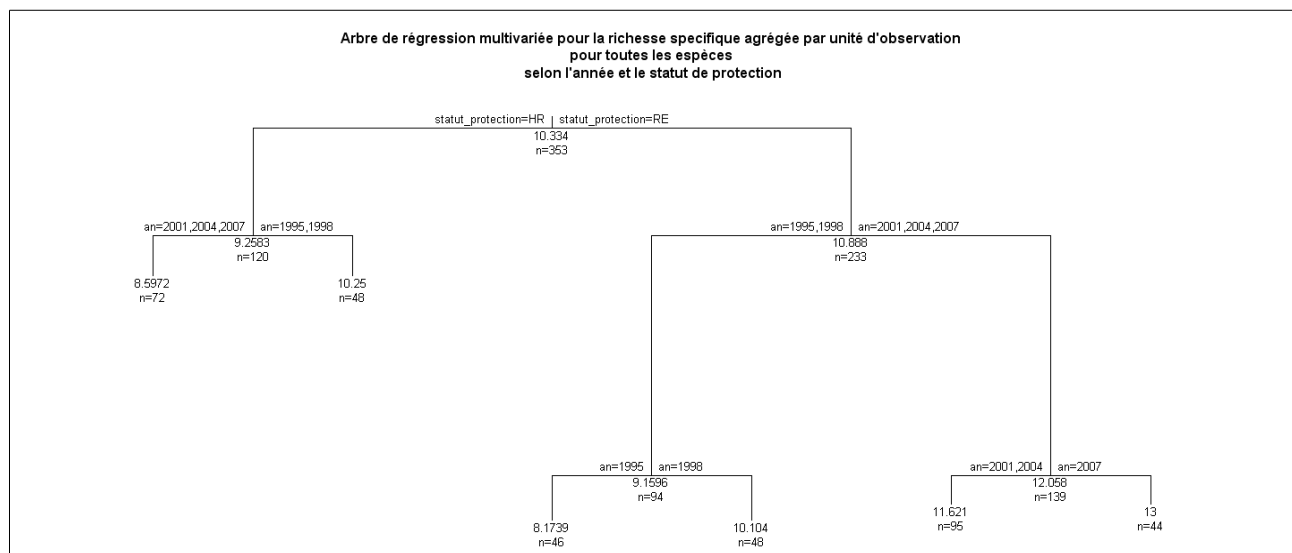 Arbre de régression multivariée pour la richesse specifique agrégée par unité d'observation
pour toutes les espèces
selon l'année et le statut de protection
statut_protection=HR statut_protection=RE
10.334
n=353
an=2001,2004,2007 an=1995,1998
9.2583
n=120
8.5972
n=72
10.25
n=48
an=1995,1998 an=2001,2004,2007
10.888
n=233
an=1995 an=1998
9.1596
n=94
8.1739
n=46
10.104
n=48
an=2001,2004 an=2007
12.058
n=139
11.621
n=95
13
n=44